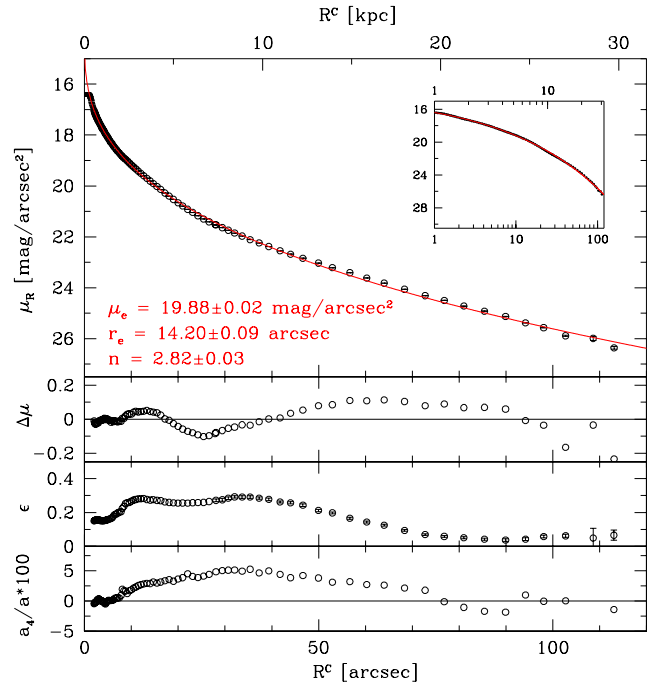 R^C [kpc]
0 10 20 30
16
18
20
22
24
26
μ_R [mag/arcsec²]
10
16
20
24
28
1 10 100
μ_e = 19.88±0.02 mag/arcsec²
r_e = 14.20±0.09 arcsec
n = 2.82±0.03
0.2
0
−0.2
Δμ
0.4
0.2
0
ε
5
0
−5
a_4/a*100
0 50 100
R^C [arcsec]